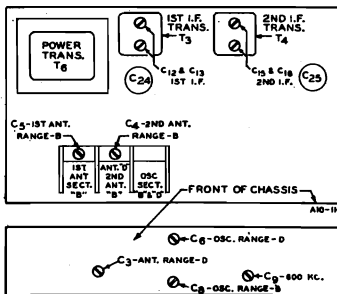 POWER
TRANS.
T6
1ST I.F.
TRANS.
T3
2ND I.F.
TRANS.
T4
C24
C12 & C13
1ST I.F.
C15 & C16
2ND I.F.
C25
C5-1ST ANT.
RANGE-B
C4-2ND ANT.
RANGE-B
1ST
ANT
SECT.
"B"
ANT."D"
2ND
ANT.
"B"
OSC
SECT.
"B & D"
FRONT OF CHASSIS
A10-11
C6-OSC. RANGE-D
C3-ANT. RANGE-D
C9-600 KC.
C8-OSC. RANGE-B